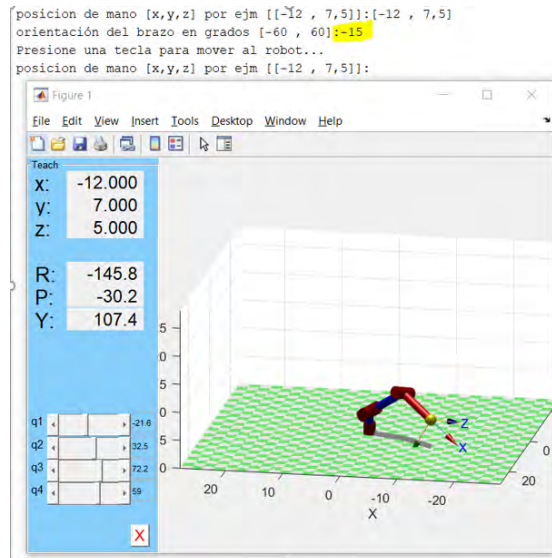 posicion de mano [x,y,z] por ejm [[-12 , 7,5]]:[-12 , 7,5]
orientación del brazo en grados [-60 , 60]:-15
Presione una tecla para mover al robot...
posicion de mano [x,y,z] por ejm [[-12 , 7,5]]:
Figure 1
File Edit View Insert Tools Desktop Window Help
Teach
x: -12.000
y: 7.000
z: 5.000
R: -145.8
P: -30.2
Y: 107.4
q1 -21.6
q2 32.5
q3 72.2
q4 59
X
5
0
5
0
5
0
20 10 0 -10 -20
X
20
0
Z
X